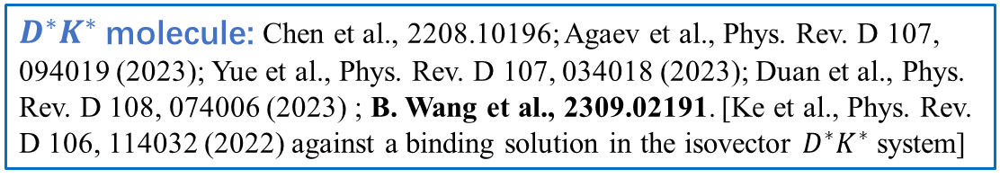 D*K* molecule: Chen et al., 2208.10196; Agaev et al., Phys. Rev. D 107,
094019 (2023); Yue et al., Phys. Rev. D 107, 034018 (2023); Duan et al., Phys.
Rev. D 108, 074006 (2023) ; B. Wang et al., 2309.02191. [Ke et al., Phys. Rev.
D 106, 114032 (2022) against a binding solution in the isovector D*K* system]